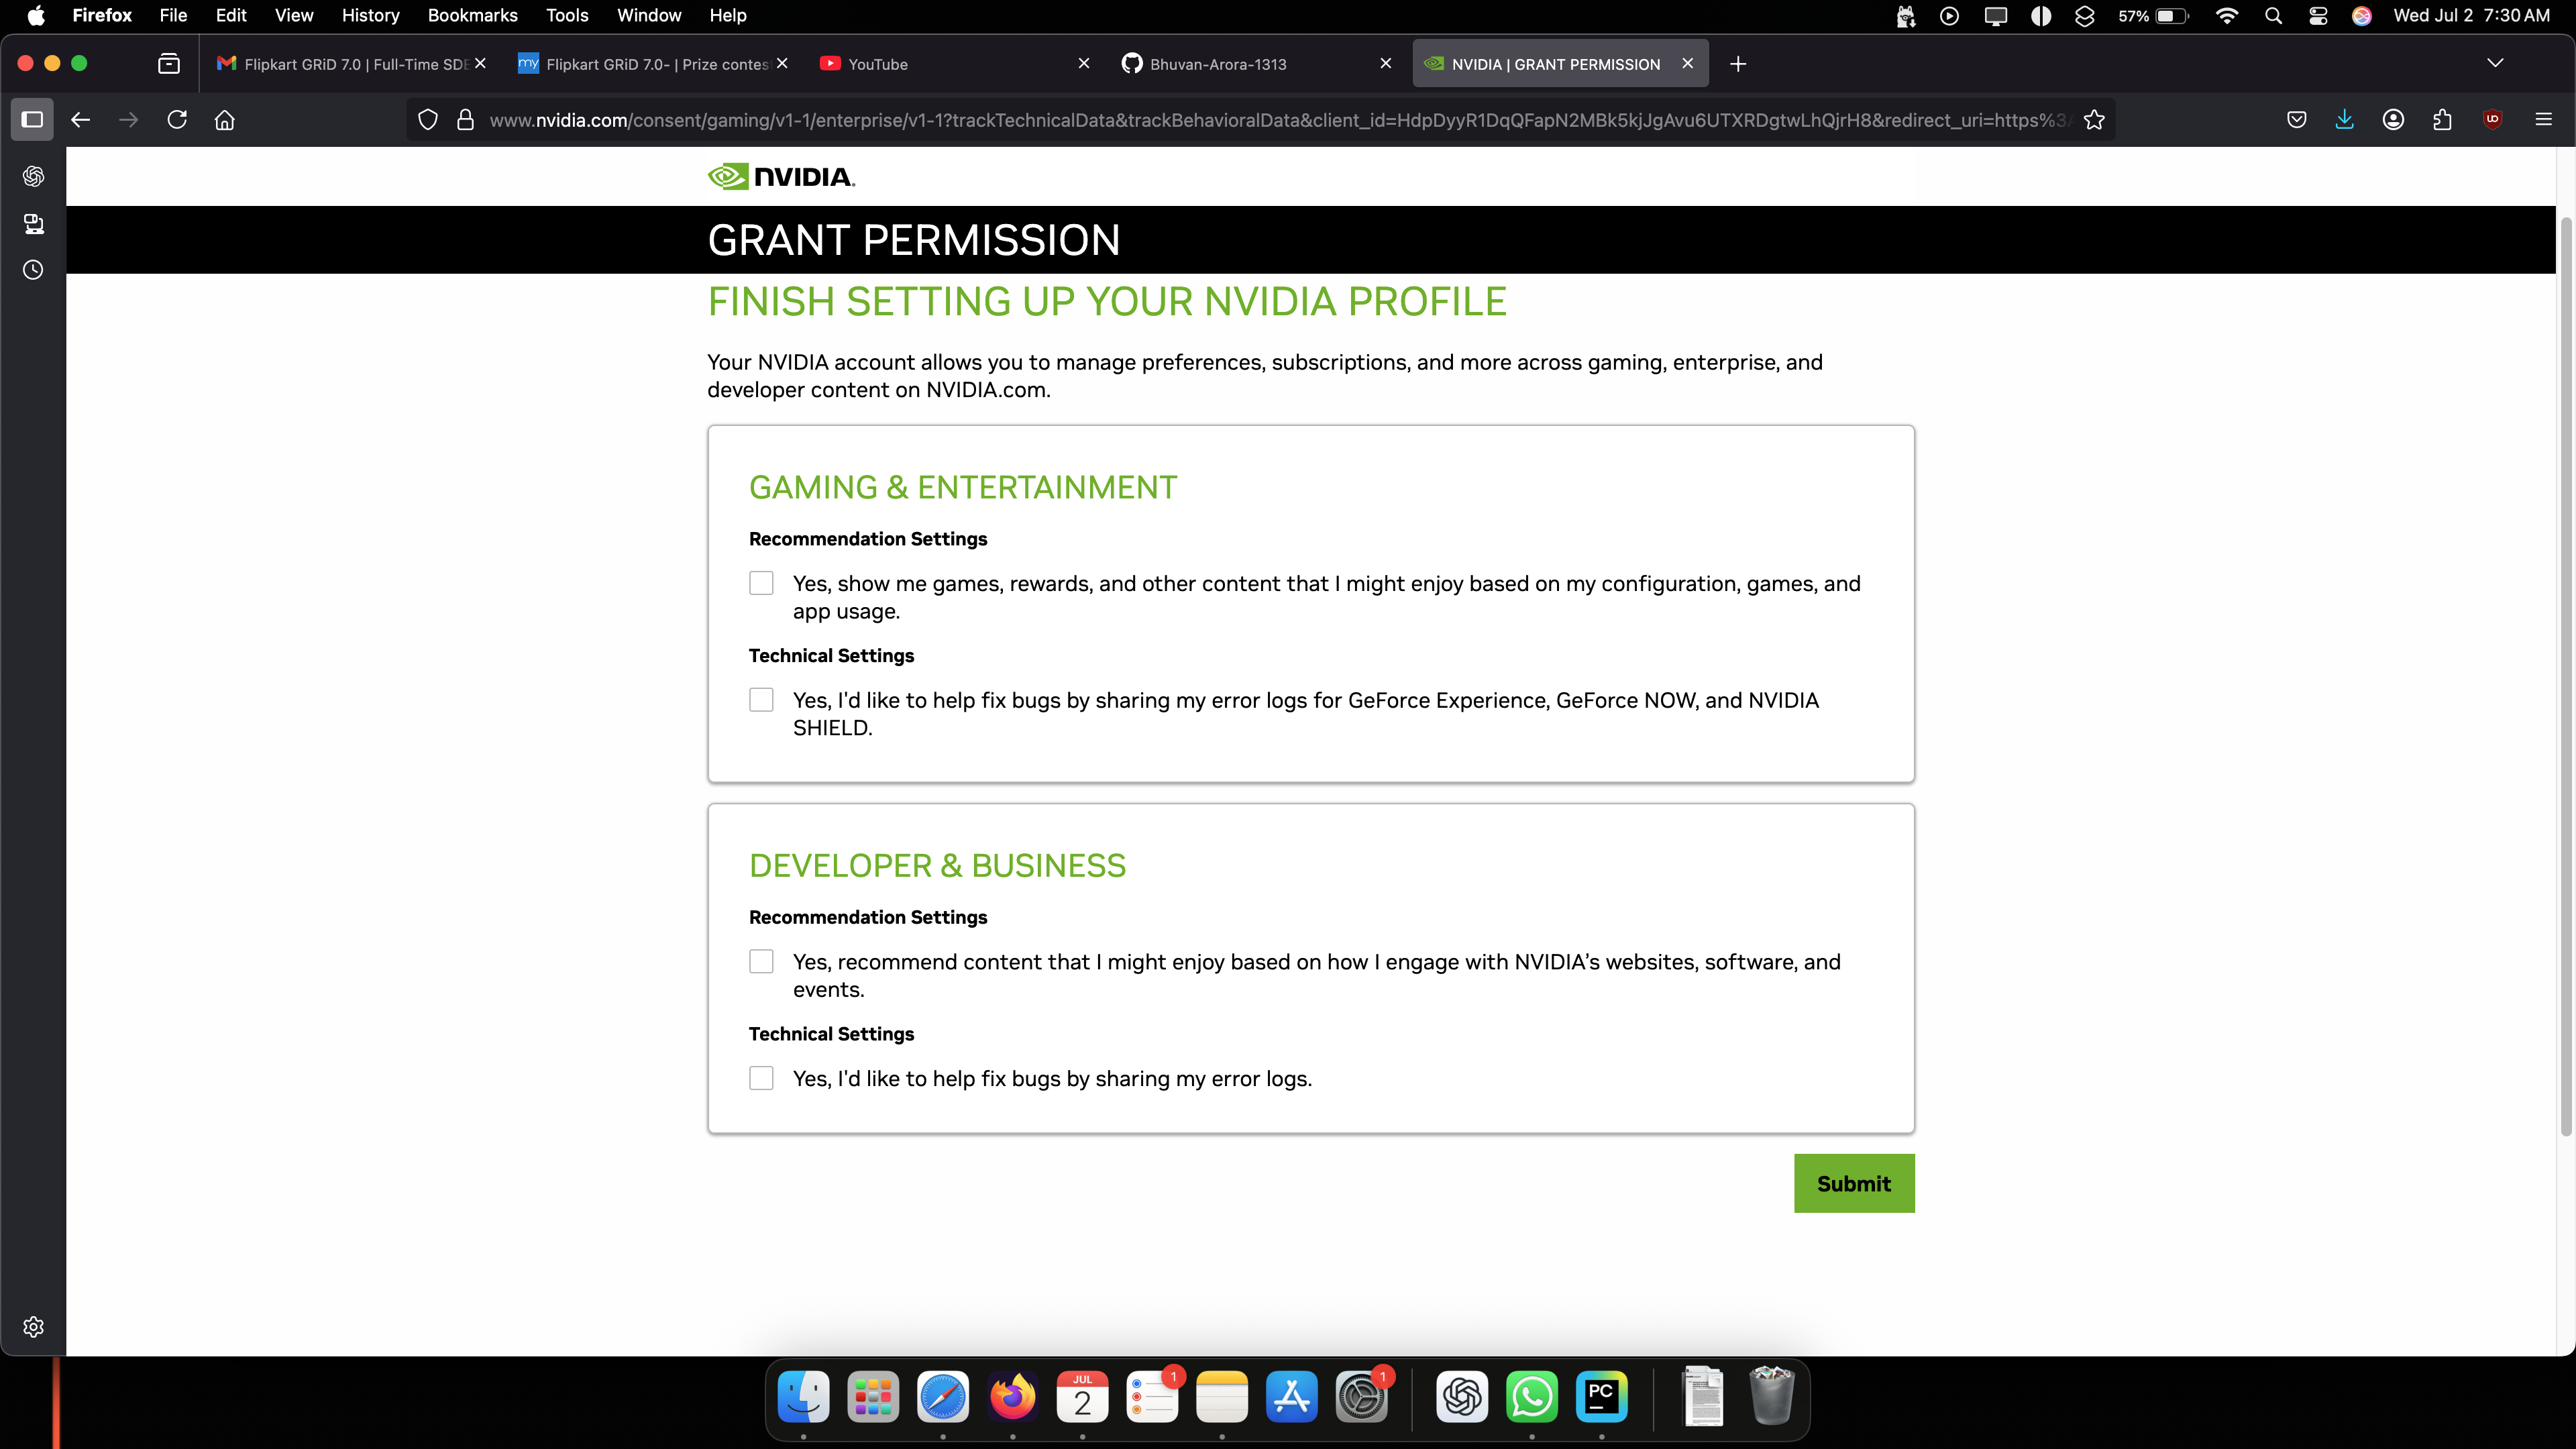 Firefox File Edit View History Bookmarks Tools Window Help 57% Wed Jul 2 7:30 AM
Flipkart GRiD 7.0 | Full-Time SDE my Flipkart GRiD 7.0- | Prize contes YouTube Bhuvan-Arora-1313 NVIDIA | GRANT PERMISSION
www.nvidia.com/consent/gaming/v1-1/enterprise/v1-1?trackTechnicalData&trackBehavioralData&client_id=HdpDyyR1DqQFapN2MBk5kjJgAvu6UTXRDgtwLhQjrH8&redirect_uri=https%3
NVIDIA.
GRANT PERMISSION
FINISH SETTING UP YOUR NVIDIA PROFILE
Your NVIDIA account allows you to manage preferences, subscriptions, and more across gaming, enterprise, and
developer content on NVIDIA.com.
GAMING & ENTERTAINMENT
Recommendation Settings
Yes, show me games, rewards, and other content that I might enjoy based on my configuration, games, and
app usage.
Technical Settings
Yes, I'd like to help fix bugs by sharing my error logs for GeForce Experience, GeForce NOW, and NVIDIA
SHIELD.
DEVELOPER & BUSINESS
Recommendation Settings
Yes, recommend content that I might enjoy based on how I engage with NVIDIA’s websites, software, and
events.
Technical Settings
Yes, I'd like to help fix bugs by sharing my error logs.
Submit
JUL 1 1
2 PC